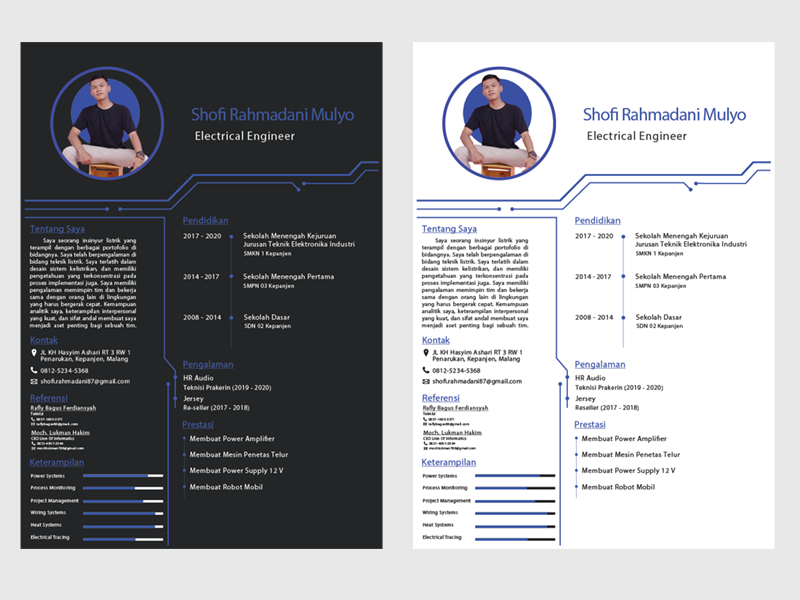 Shofi Rahmadani Mulyo
Electrical Engineer
Tentang Saya
Saya seorang insinyur listrik yang
terampil dengan berbagai portofolio di
bidangnya. Saya telah berpengalaman di
bidang teknik listrik. Saya terlatih dalam
desain sistem kelistrikan, dan memiliki
pengetahuan yang terkonsentrasi pada
proses implementasi juga. Saya memiliki
pengalaman memimpin tim dan bekerja
sama dengan orang lain di lingkungan
yang harus bergerak cepat. Kemampuan
analitik saya, keterampilan interpersonal
yang kuat, dan sifat andal membuat saya
menjadi aset penting bagi sebuah tim.
Kontak
JL KH Hasyim Ashari RT 3 RW 1
Penarukan, Kepanjen, Malang
0812-5234-5368
shofi.rahmadani87@gmail.com
Referensi
Rafly Bagus Ferdiansyah
Moch. Lukman Hakim
Keterampilan
Power Systems
Process Monitoring
Project Management
Wiring Systems
Heat Systems
Electrical Tracing
Pendidikan
2017 - 2020
Sekolah Menengah Kejuruan
Jurusan Teknik Elektronika Industri
SMKN 1 Kepanjen
2014 - 2017
Sekolah Menengah Pertama
SMPN 03 Kepanjen
2008 - 2014
Sekolah Dasar
SDN 02 Kepanjen
Pengalaman
HR Audio
Teknisi Prakerin (2019 - 2020)
Jersey
Re-seller (2017 - 2018)
Prestasi
Membuat Power Amplifier
Membuat Mesin Penetas Telur
Membuat Power Supply 12 V
Membuat Robot Mobil
Shofi Rahmadani Mulyo
Electrical Engineer
Tentang Saya
Saya seorang insinyur listrik yang
terampil dengan berbagai portofolio di
bidangnya. Saya telah berpengalaman di
bidang teknik listrik. Saya terlatih dalam
desain sistem kelistrikan, dan memiliki
pengetahuan yang terkonsentrasi pada
proses implementasi juga. Saya memiliki
pengalaman memimpin tim dan bekerja
sama dengan orang lain di lingkungan
yang harus bergerak cepat. Kemampuan
analitik saya, keterampilan interpersonal
yang kuat, dan sifat andal membuat saya
menjadi aset penting bagi sebuah tim.
Kontak
JL KH Hasyim Ashari RT 3 RW 1
Penarukan, Kepanjen, Malang
0812-5234-5368
shofi.rahmadani87@gmail.com
Referensi
Rafly Bagus Ferdiansyah
Moch. Lukman Hakim
Keterampilan
Power Systems
Process Monitoring
Project Management
Wiring Systems
Heat Systems
Electrical Tracing
Pendidikan
2017 - 2020
Sekolah Menengah Kejuruan
Jurusan Teknik Elektronika Industri
SMKN 1 Kepanjen
2014 - 2017
Sekolah Menengah Pertama
SMPN 03 Kepanjen
2008 - 2014
Sekolah Dasar
SDN 02 Kepanjen
Pengalaman
HR Audio
Teknisi Prakerin (2019 - 2020)
Jersey
Reseller (2017 - 2018)
Prestasi
Membuat Power Amplifier
Membuat Mesin Penetas Telur
Membuat Power Supply 12 V
Membuat Robot Mobil